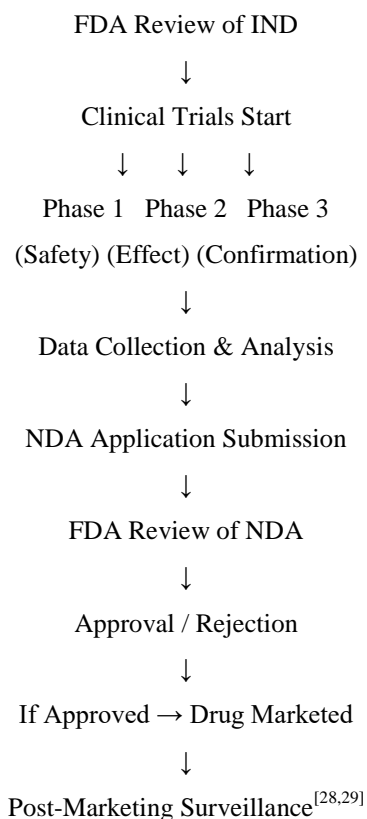 FDA Review of IND
↓
Clinical Trials Start
↓ ↓ ↓
Phase 1 Phase 2 Phase 3
(Safety) (Effect) (Confirmation)
↓
Data Collection & Analysis
↓
NDA Application Submission
↓
FDA Review of NDA
↓
Approval / Rejection
↓
If Approved → Drug Marketed
↓
Post-Marketing Surveillance[28,29]